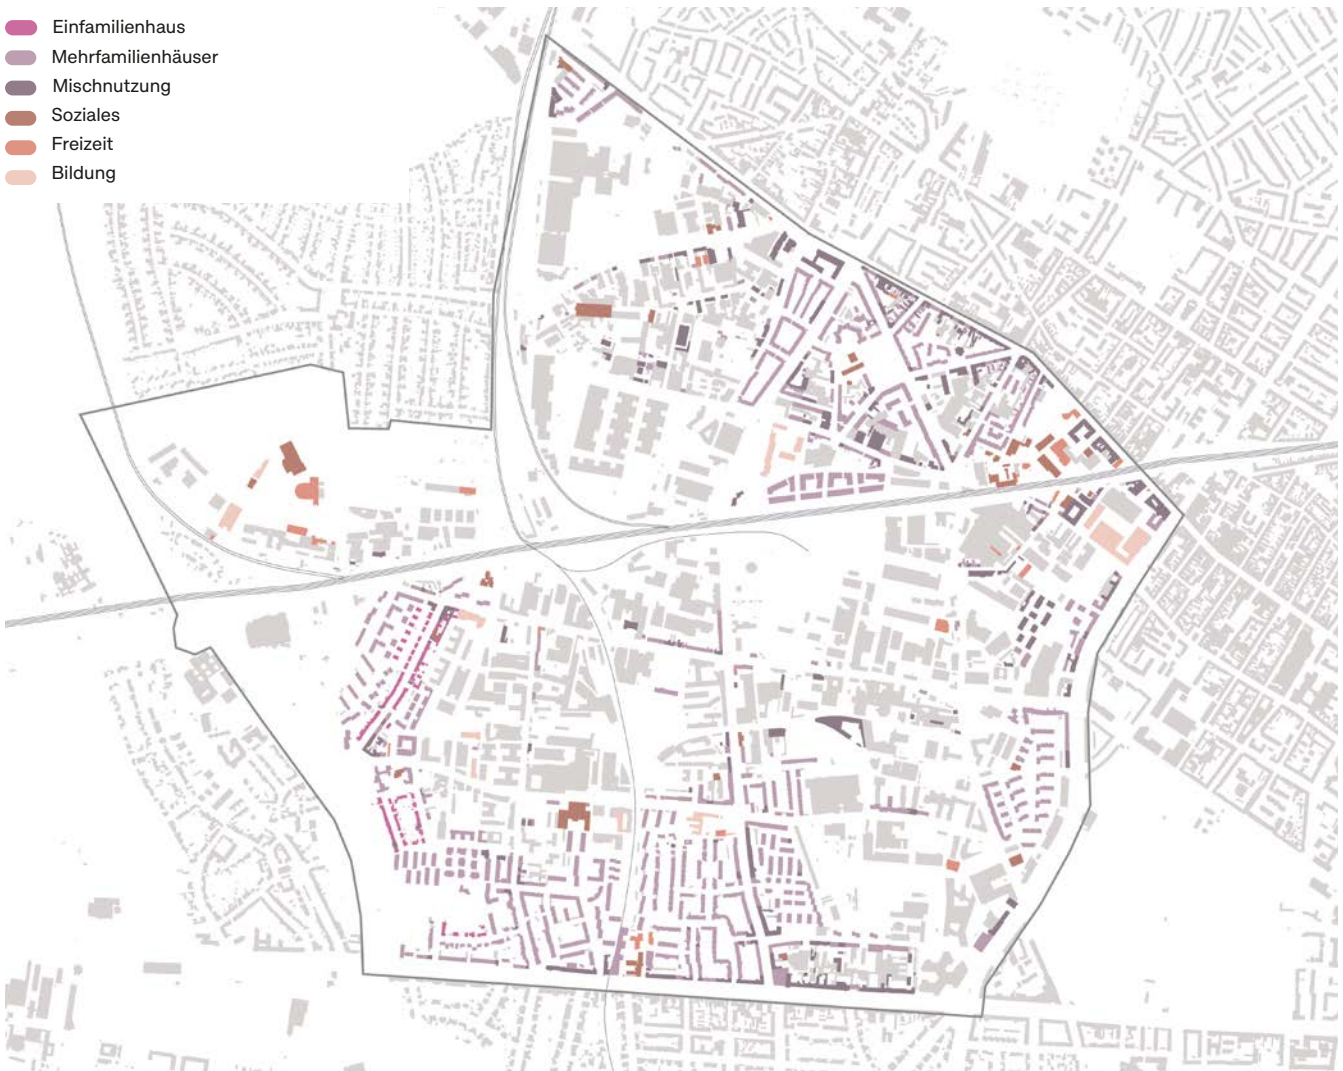 Einfamilienhaus
Mehrfamilienhäuser
Mischnutzung
Soziales
Freizeit
Bildung